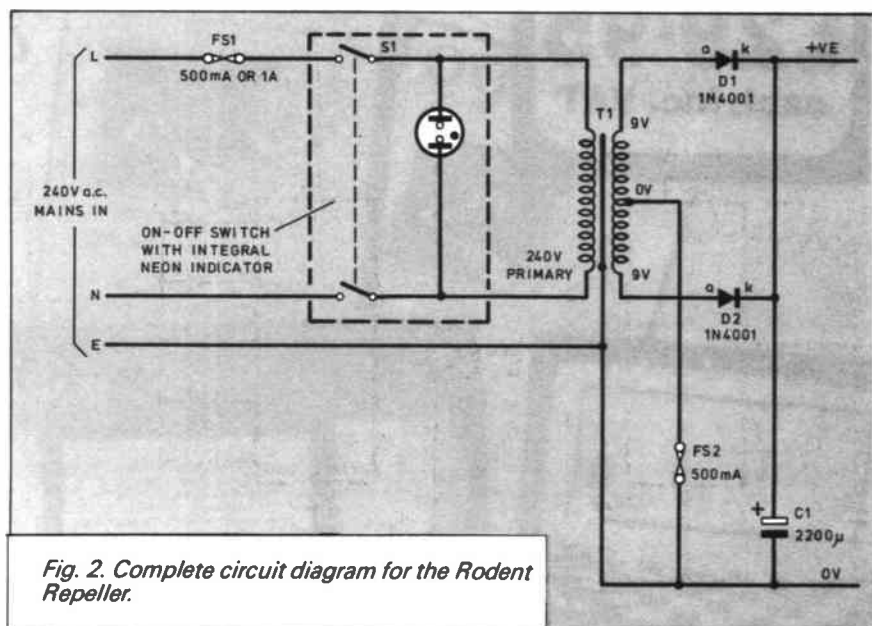 L
FS1
500mA OR 1A
S1
240V a.c.
MAINS IN
ON-OFF SWITCH
WITH INTEGRAL
NEON INDICATOR
N
E
T1
240V
PRIMARY
9V
0V
9V
a
k
D1
1N4001
+VE
a
k
D2
1N4001
FS2
500mA
+
C1
2200µ
0V
Fig. 2. Complete circuit diagram for the Rodent
Repeller.